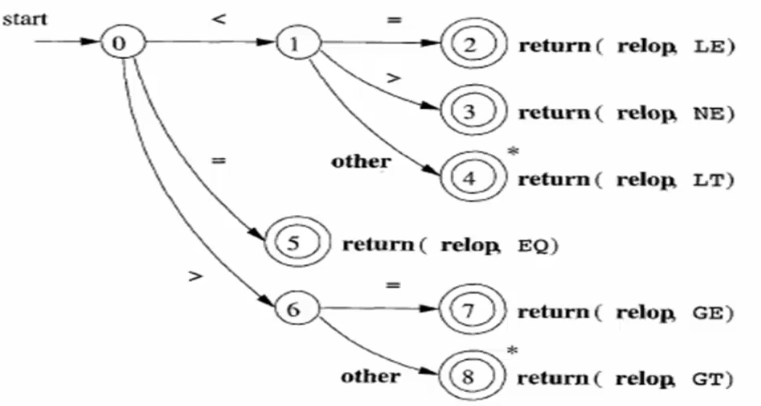 start
<
0
1
=
2
return( relop, LE)
>
3
return( relop, NE)
other
*
4
return( relop, LT)
=
5
return( relop, EQ)
>
6
=
7
return( relop, GE)
other
*
8
return( relop, GT)